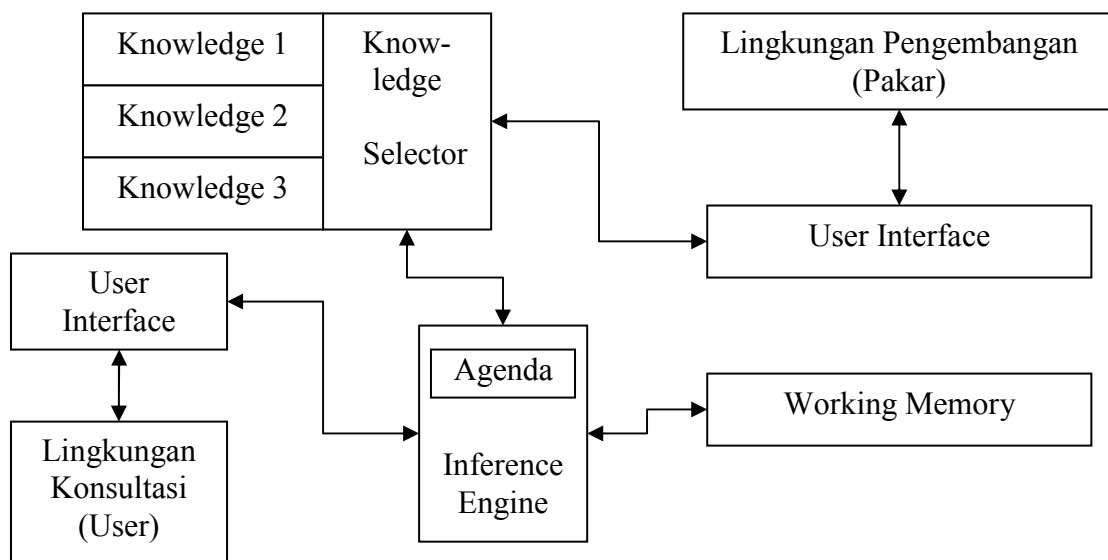 Knowledge 1
Knowledge 2
Knowledge 3
Know-
ledge
Selector
Lingkungan Pengembangan
(Pakar)
User Interface
User
Interface
Agenda
Inference
Engine
Working Memory
Lingkungan
Konsultasi
(User)